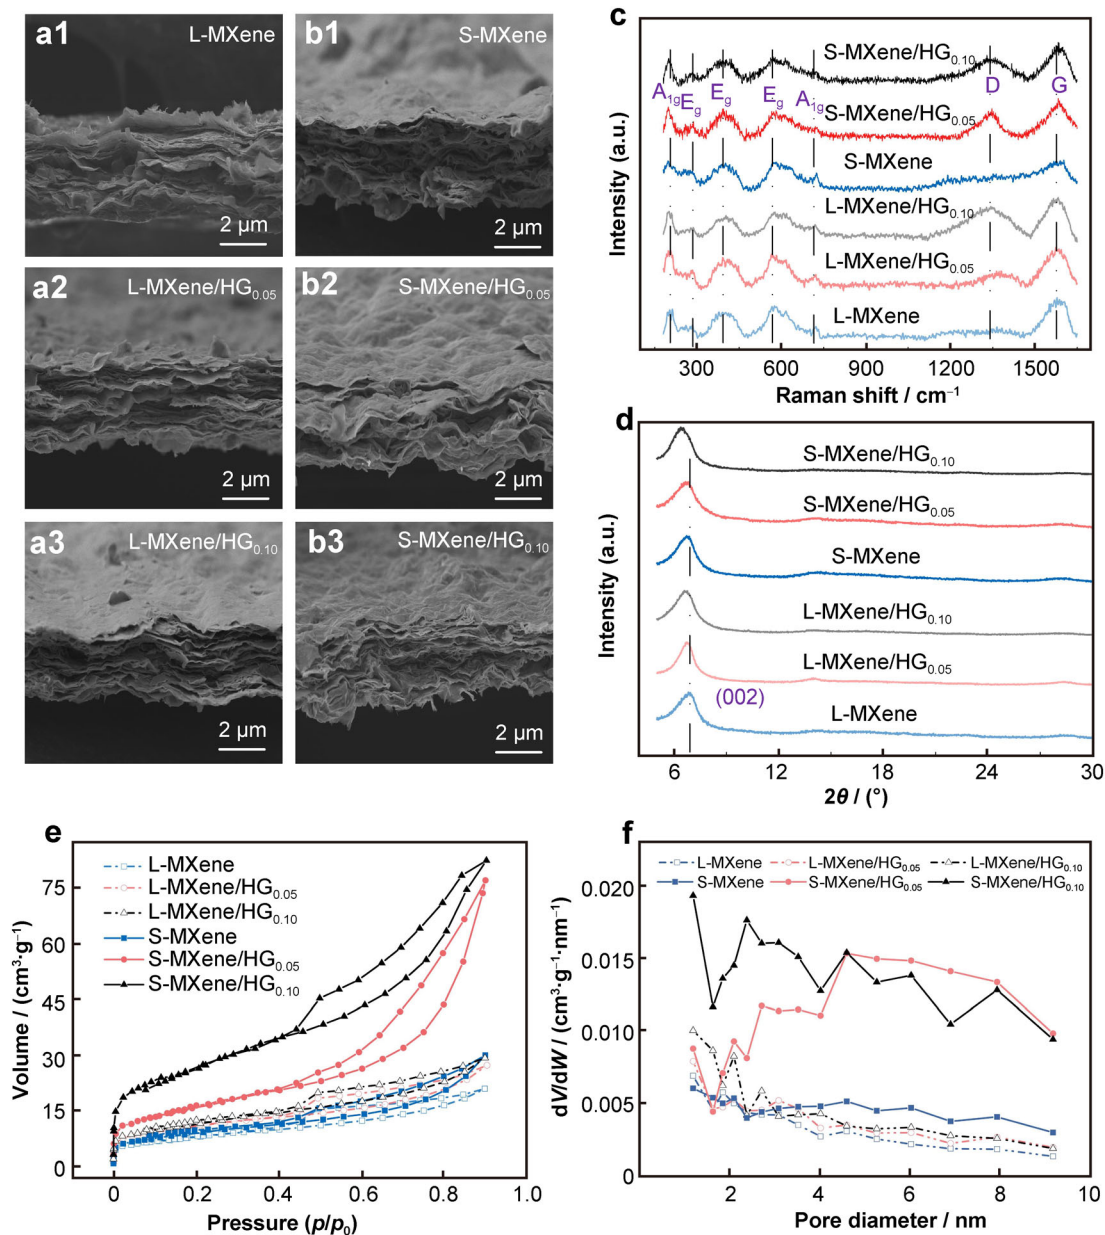 a1 L-MXene
2 μm
b1 S-MXene
2 μm
a2 L-MXene/HG0.05
2 μm
b2 S-MXene/HG0.05
2 μm
a3 L-MXene/HG0.10
2 μm
b3 S-MXene/HG0.10
2 μm
c
S-MXene/HG0.10
A1g Eg Eg Eg A1g D G
S-MXene/HG0.05
S-MXene
L-MXene/HG0.10
L-MXene/HG0.05
L-MXene
Intensity (a.u.)
300 600 900 1200 1500
Raman shift / cm−1
d
S-MXene/HG0.10
S-MXene/HG0.05
S-MXene
L-MXene/HG0.10
L-MXene/HG0.05
(002)
L-MXene
Intensity (a.u.)
6 12 18 24 30
2θ / (°)
e
L-MXene
L-MXene/HG0.05
L-MXene/HG0.10
S-MXene
S-MXene/HG0.05
S-MXene/HG0.10
Volume / (cm3·g−1)
75
60
45
30
15
0
0 0.2 0.4 0.6 0.8 1.0
Pressure (p/p0)
f
L-MXene L-MXene/HG0.05 L-MXene/HG0.10
S-MXene S-MXene/HG0.05 S-MXene/HG0.10
dV/dW / (cm3·g−1·nm−1)
0.020
0.015
0.010
0.005
0
2 4 6 8 10
Pore diameter / nm